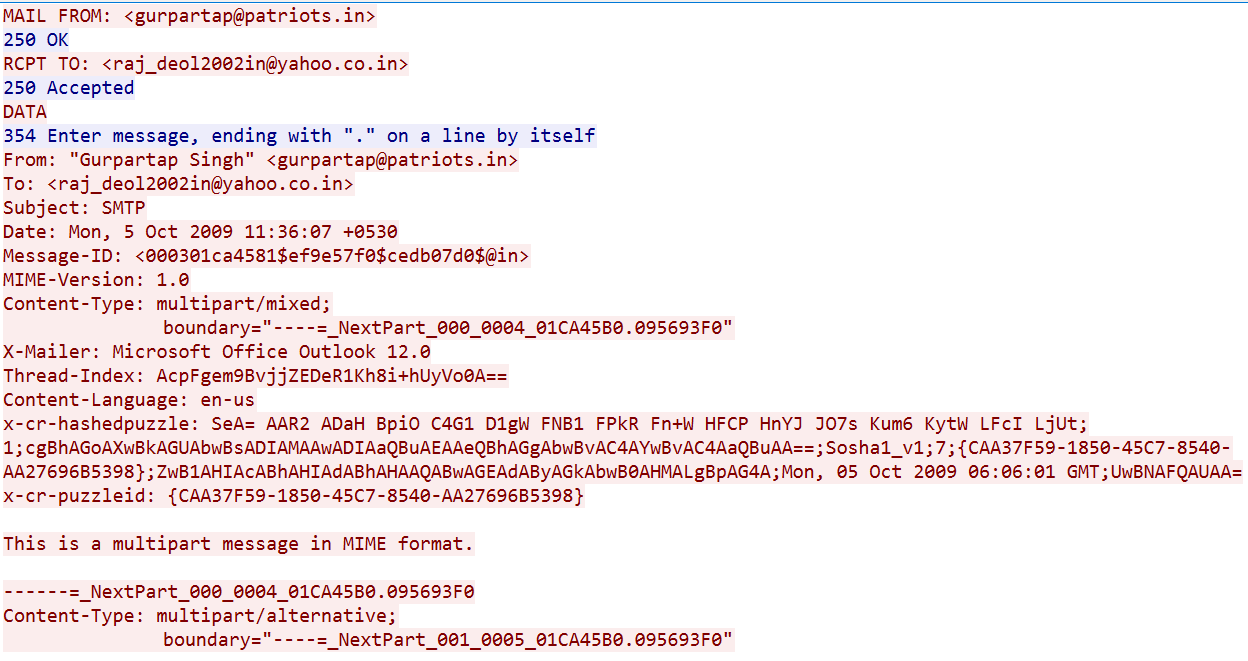 MAIL FROM: <gurpartap@patriots.in>
250 OK
RCPT TO: <raj_deol2002in@yahoo.co.in>
250 Accepted
DATA
354 Enter message, ending with "." on a line by itself
From: "Gurpartap Singh" <gurpartap@patriots.in>
To: <raj_deol2002in@yahoo.co.in>
Subject: SMTP
Date: Mon, 5 Oct 2009 11:36:07 +0530
Message-ID: <000301ca4581$ef9e57f0$cedb07d0$@in>
MIME-Version: 1.0
Content-Type: multipart/mixed;
boundary="----=_NextPart_000_0004_01CA45B0.095693F0"
X-Mailer: Microsoft Office Outlook 12.0
Thread-Index: AcpFgem9BvjjZEDeR1Kh8i+hUyVo0A==
Content-Language: en-us
x-cr-hashedpuzzle: SeA= AAR2 ADaH BpiO C4G1 D1gW FNB1 FPkR Fn+W HFCP HnYJ JO7s Kum6 KytW LFcI LjUt;
1;cgBhAGoAXwBkAGUAbwBsADIAMAAwADIAaQBuAEAAeQBhAGgAbwBvAC4AYwBvAC4AaQBuAA==;Sosha1_v1;7;{CAA37F59-1850-45C7-8540-
AA27696B5398};ZwB1AHIAcABhAHIAdABhAHAAQABwAGEAdAByAGkAbwB0AHMALgBpAG4A;Mon, 05 Oct 2009 06:06:01 GMT;UwBNAFQAUAA=
x-cr-puzzleid: {CAA37F59-1850-45C7-8540-AA27696B5398}
This is a multipart message in MIME format.
------=_NextPart_000_0004_01CA45B0.095693F0
Content-Type: multipart/alternative;
boundary="----=_NextPart_001_0005_01CA45B0.095693F0"